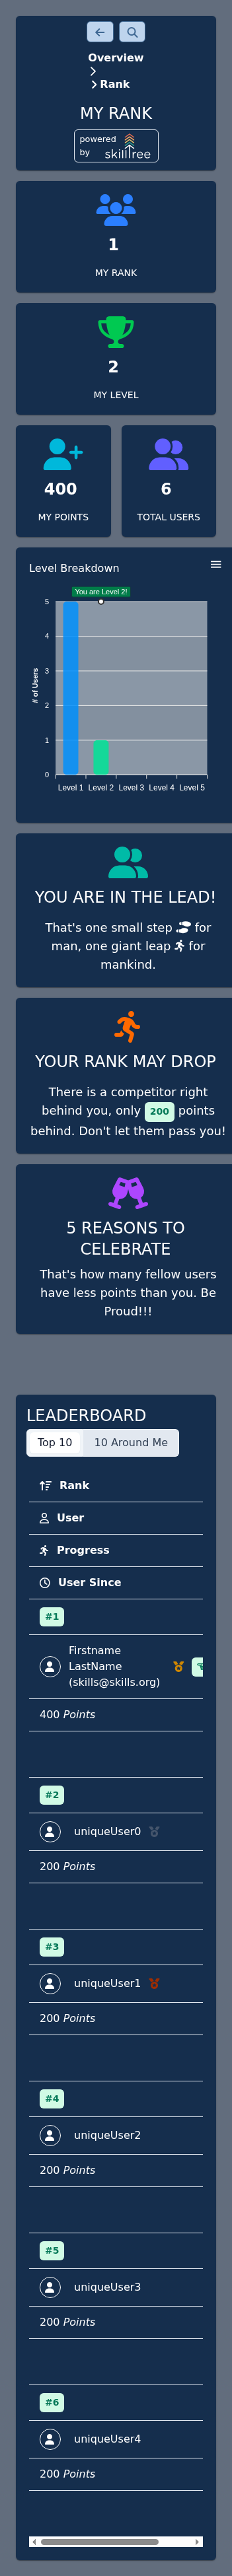 Overview
Rank
MY RANK
powered
by skilltree
1
MY RANK
2
MY LEVEL
400
MY POINTS
6
TOTAL USERS
Level Breakdown
You are Level 2!
5
4
3
2
1
0
# of Users
Level 1 Level 2 Level 3 Level 4 Level 5
YOU ARE IN THE LEAD!
That's one small step for
man, one giant leap for
mankind.
YOUR RANK MAY DROP
There is a competitor right
behind you, only 200 points
behind. Don't let them pass you!
5 REASONS TO
CELEBRATE
That's how many fellow users
have less points than you. Be
Proud!!!
LEADERBOARD
Top 10 10 Around Me
Rank
User
Progress
User Since
#1
Firstname
LastName
(skills@skills.org)
400 Points
#2
uniqueUser0
200 Points
#3
uniqueUser1
200 Points
#4
uniqueUser2
200 Points
#5
uniqueUser3
200 Points
#6
uniqueUser4
200 Points